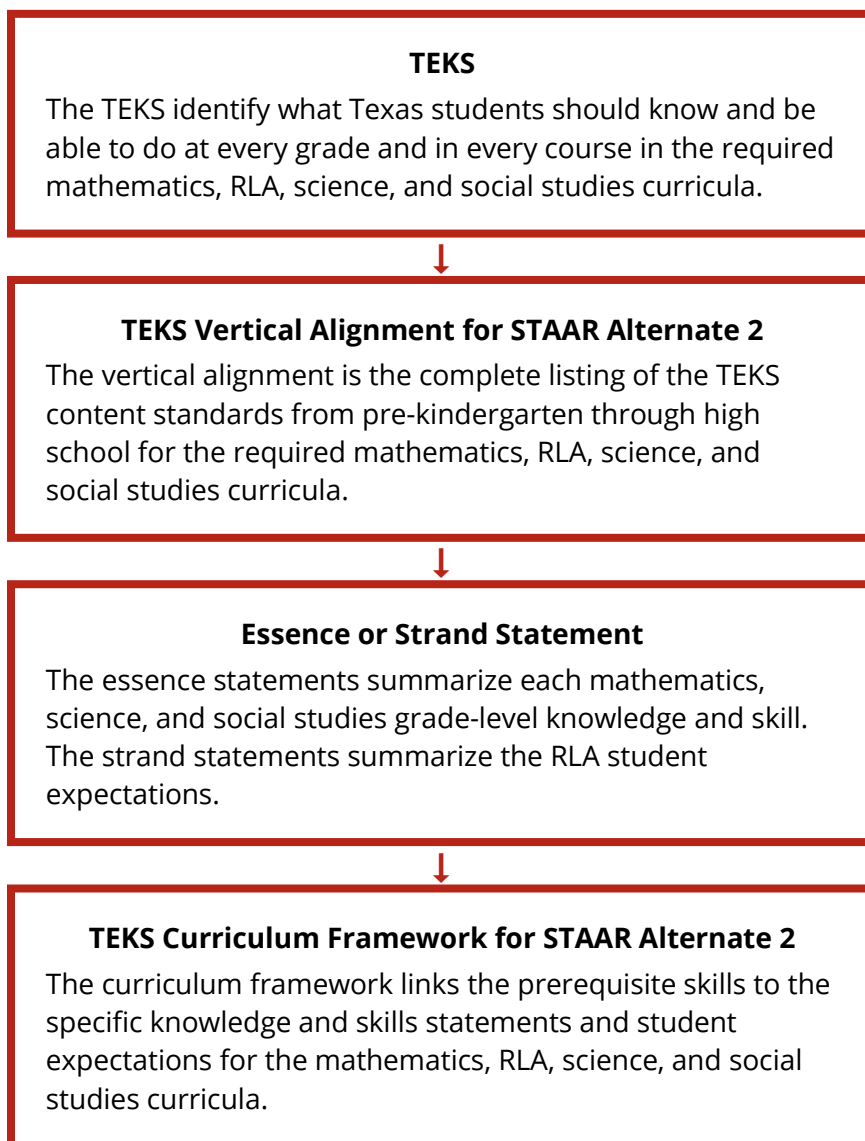 TEKS
The TEKS identify what Texas students should know and be
able to do at every grade and in every course in the required
mathematics, RLA, science, and social studies curricula.
TEKS Vertical Alignment for STAAR Alternate 2
The vertical alignment is the complete listing of the TEKS
content standards from pre-kindergarten through high
school for the required mathematics, RLA, science, and
social studies curricula.
Essence or Strand Statement
The essence statements summarize each mathematics,
science, and social studies grade-level knowledge and skill.
The strand statements summarize the RLA student
expectations.
TEKS Curriculum Framework for STAAR Alternate 2
The curriculum framework links the prerequisite skills to the
specific knowledge and skills statements and student
expectations for the mathematics, RLA, science, and social
studies curricula.